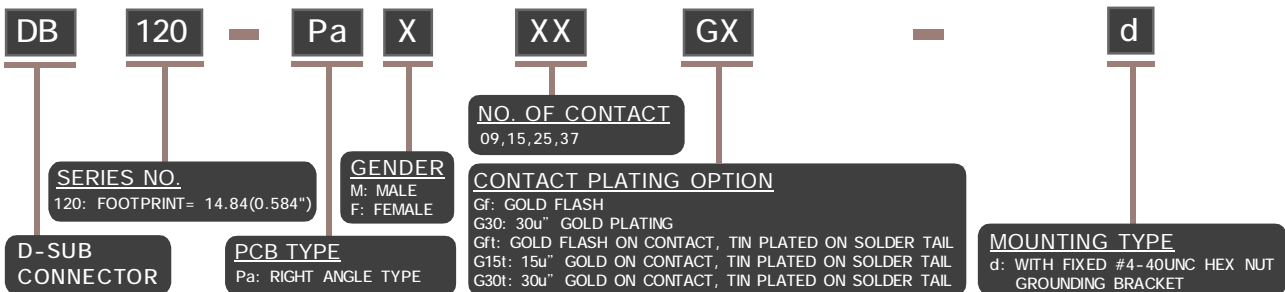 DB 120 - Pa X XX GX - d
NO. OF CONTACT
09,15,25,37
SERIES NO.
120: FOOTPRINT= 14.84(0.584")
GENDER
M: MALE
F: FEMALE
CONTACT PLATING OPTION
Gf: GOLD FLASH
G30: 30u” GOLD PLATING
Gft: GOLD FLASH ON CONTACT, TIN PLATED ON SOLDER TAIL
G15t: 15u” GOLD ON CONTACT, TIN PLATED ON SOLDER TAIL
G30t: 30u” GOLD ON CONTACT, TIN PLATED ON SOLDER TAIL
D-SUB
CONNECTOR
PCB TYPE
Pa: RIGHT ANGLE TYPE
MOUNTING TYPE
d: WITH FIXED #4-40UNC HEX NUT
GROUNDING BRACKET